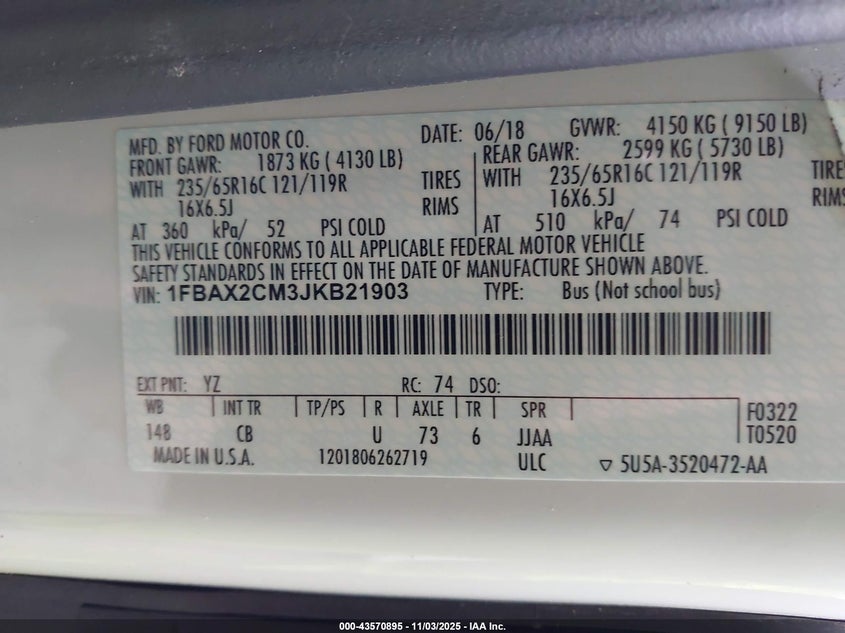 MFD. BY FORD MOTOR CO. DATE: 06/18 GVWR: 4150 KG ( 9150 LB)
FRONT GAWR: 1873 KG ( 4130 LB) REAR GAWR: 2599 KG ( 5730 LB)
WITH 235/65R16C 121/119R TIRES WITH 235/65R16C 121/119R TIRE
16X6.5J RIMS 16X6.5J RIMS
AT 360 kPa/ 52 PSI COLD AT 510 kPa/ 74 PSI COLD
THIS VEHICLE CONFORMS TO ALL APPLICABLE FEDERAL MOTOR VEHICLE
SAFETY STANDARDS IN EFFECT ON THE DATE OF MANUFACTURE SHOWN ABOVE.
VIN: 1FBAX2CM3JKB21903 TYPE: Bus (Not school bus)
EXT PNT: YZ RC: 74 DSO:
WB INT TR TP/PS R AXLE TR SPR F0322
148 CB U 73 6 JJAA T0520
MADE IN U.S.A. 1201806262719 ULC ▽ 5U5A-3520472-AA
000-43570895 - 11/03/2025 - IAA Inc.